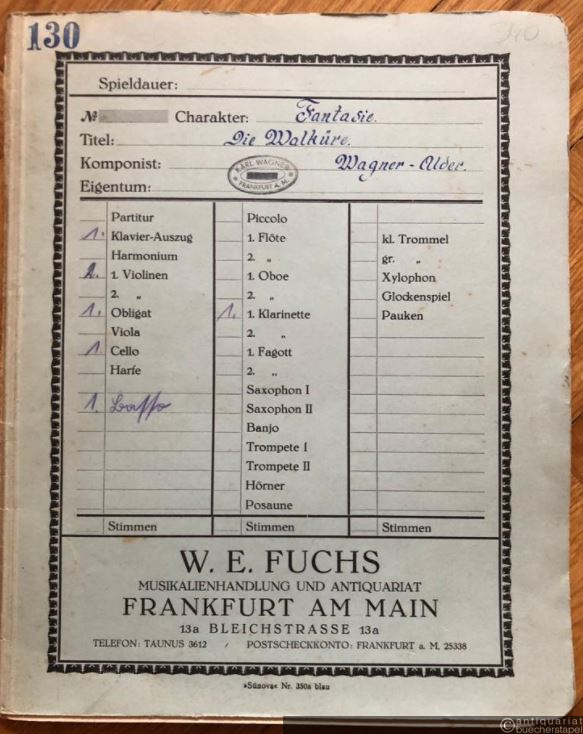 130
340
Spieldauer:
№ Charakter: Fantasie.
Titel: Die Walküre.
Komponist: Wagner - Alder.
Eigentum:
KARL WAGNER
FRANKFURT A. M.
Partitur
1. Klavier-Auszug
Harmonium
2. 1. Violinen
2. „
1. Obligat
Viola
1 Cello
Harfe
1. Basso
Stimmen
Piccolo
1. Flöte
2. „
1. Oboe
2. „
1. 1. Klarinette
2. „
1. Fagott
2. „
Saxophon I
Saxophon II
Banjo
Trompete I
Trompete II
Hörner
Posaune
Stimmen
kl. Trommel
gr. „
Xylophon
Glockenspiel
Pauken
Stimmen
W. E. FUCHS
MUSIKALIENHANDLUNG UND ANTIQUARIAT
FRANKFURT AM MAIN
13a BLEICHSTRASSE 13a
TELEFON: TAUNUS 3612 / POSTSCHECKKONTO: FRANKFURT a. M. 25338
»Sünova« Nr. 350a blau
©antiquariat
buecherstapel